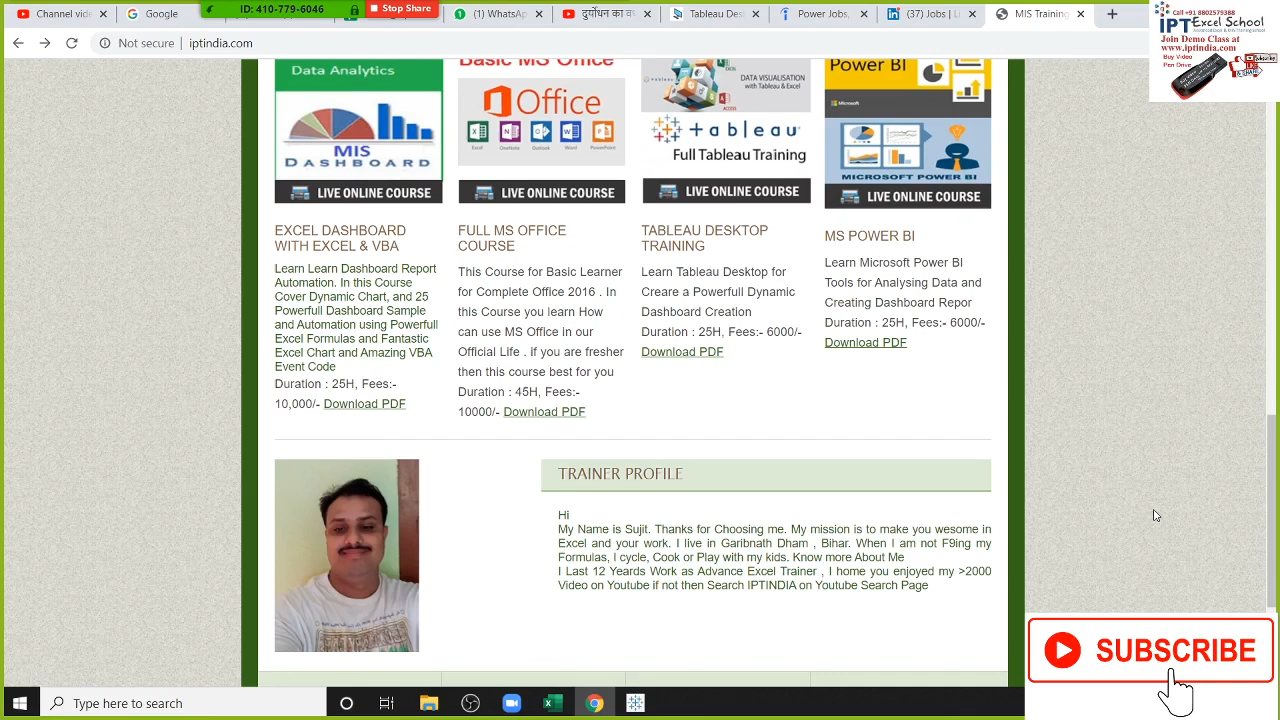 ID: 410-779-6046
Stop Share
Channel videos
Google
(11) WhatsA
Tableau Des
Power Jobs,
(37) Jobs |
MIS Training
Not secure
iptindia.com
Call +91 8802579388
IPT Excel School
Join Demo Class at
www.iptindia.com
Buy Video
Pen Drive
Data Analytics
MIS
DASHBOARD
LIVE ONLINE COURSE
Basic MS Office
Office
Excel OneNote Outlook Word PowerPoint
LIVE ONLINE COURSE
DATA VISUALISATION
with Tableau & Excel
ACCESS
+ableau
Full Tableau Training
LIVE ONLINE COURSE
Power BI
Microsoft
MICROSOFT POWER BI
LIVE ONLINE COURSE
EXCEL DASHBOARD
WITH EXCEL & VBA
Learn Learn Dashboard Report
Automation. In this Course
Cover Dynamic Chart, and 25
Powerfull Dashboard Sample
and Automation using Powerfull
Excel Formulas and Fantastic
Excel Chart and Amazing VBA
Event Code
Duration : 25H, Fees:-
10,000/- Download PDF
FULL MS OFFICE
COURSE
This Course for Basic Learner
for Complete Office 2016 . In
this Course you learn How
can use MS Office in our
Official Life . if you are fresher
then this course best for you
Duration : 45H, Fees:-
10000/- Download PDF
TABLEAU DESKTOP
TRAINING
Learn Tableau Desktop for
Creare a Powerfull Dynamic
Dashboard Creation
Duration : 25H, Fees:- 6000/-
Download PDF
MS POWER BI
Learn Microsoft Power BI
Tools for Analysing Data and
Creating Dashboard Repor
Duration : 25H, Fees:- 6000/-
Download PDF
TRAINER PROFILE
Hi
My Name is Sujit. Thanks for Choosing me. My mission is to make you wesome in
Excel and your work. I live in Garibnath Dham , Bihar. When I am not F9ing my
Formulas, I cycle, Cook or Play with my kids. Know more About Me
I Last 12 Yeards Work as Advance Excel Trainer , I home you enjoyed my >2000
Video on Youtube if not then Search IPTINDIA on Youtube Search Page
SUBSCRIBE
Type here to search